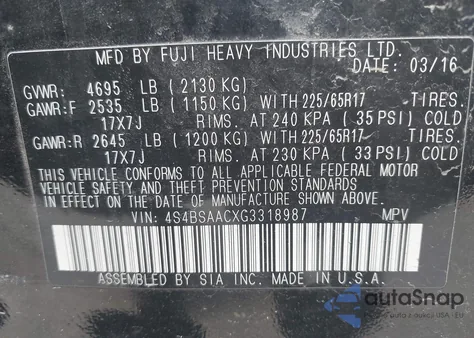 MFD BY FUJI HEAVY INDUSTRIES LTD.
DATE: 03/16
GVWR: 4695 LB (2130 KG)
GAWR:F 2535 LB (1150 KG) WITH 225/65R17 TIRES.
17X7J RIMS. AT 240 KPA (35 PSI) COLD
GAWR:R 2645 LB (1200 KG) WITH 225/65R17 TIRES.
17X7J RIMS. AT 230 KPA (33 PSI) COLD
THIS VEHICLE CONFORMS TO ALL APPLICABLE FEDERAL MOTOR
VEHICLE SAFETY AND THEFT PREVENTION STANDARDS
IN EFFECT ON THE DATE OF MANUFACTURE SHOWN ABOVE.
VIN: 4S4BSAACXG3318987 MPV
ASSEMBLED BY SIA INC. MADE IN U.S.A.
autoSnap